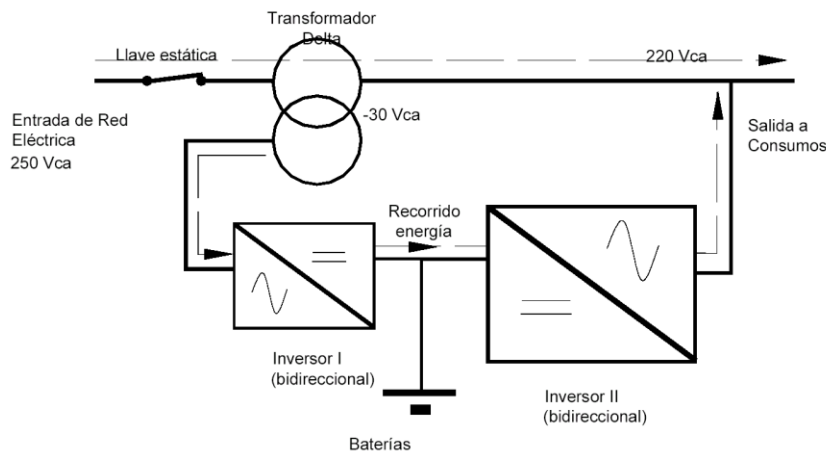 Transformador
Delta
Llave estática
220 Vca
-30 Vca
Entrada de Red
Eléctrica
250 Vca
Salida a
Consumos
Recorrido
energía
Inversor I
(bidireccional)
Inversor II
(bidireccional)
Baterías